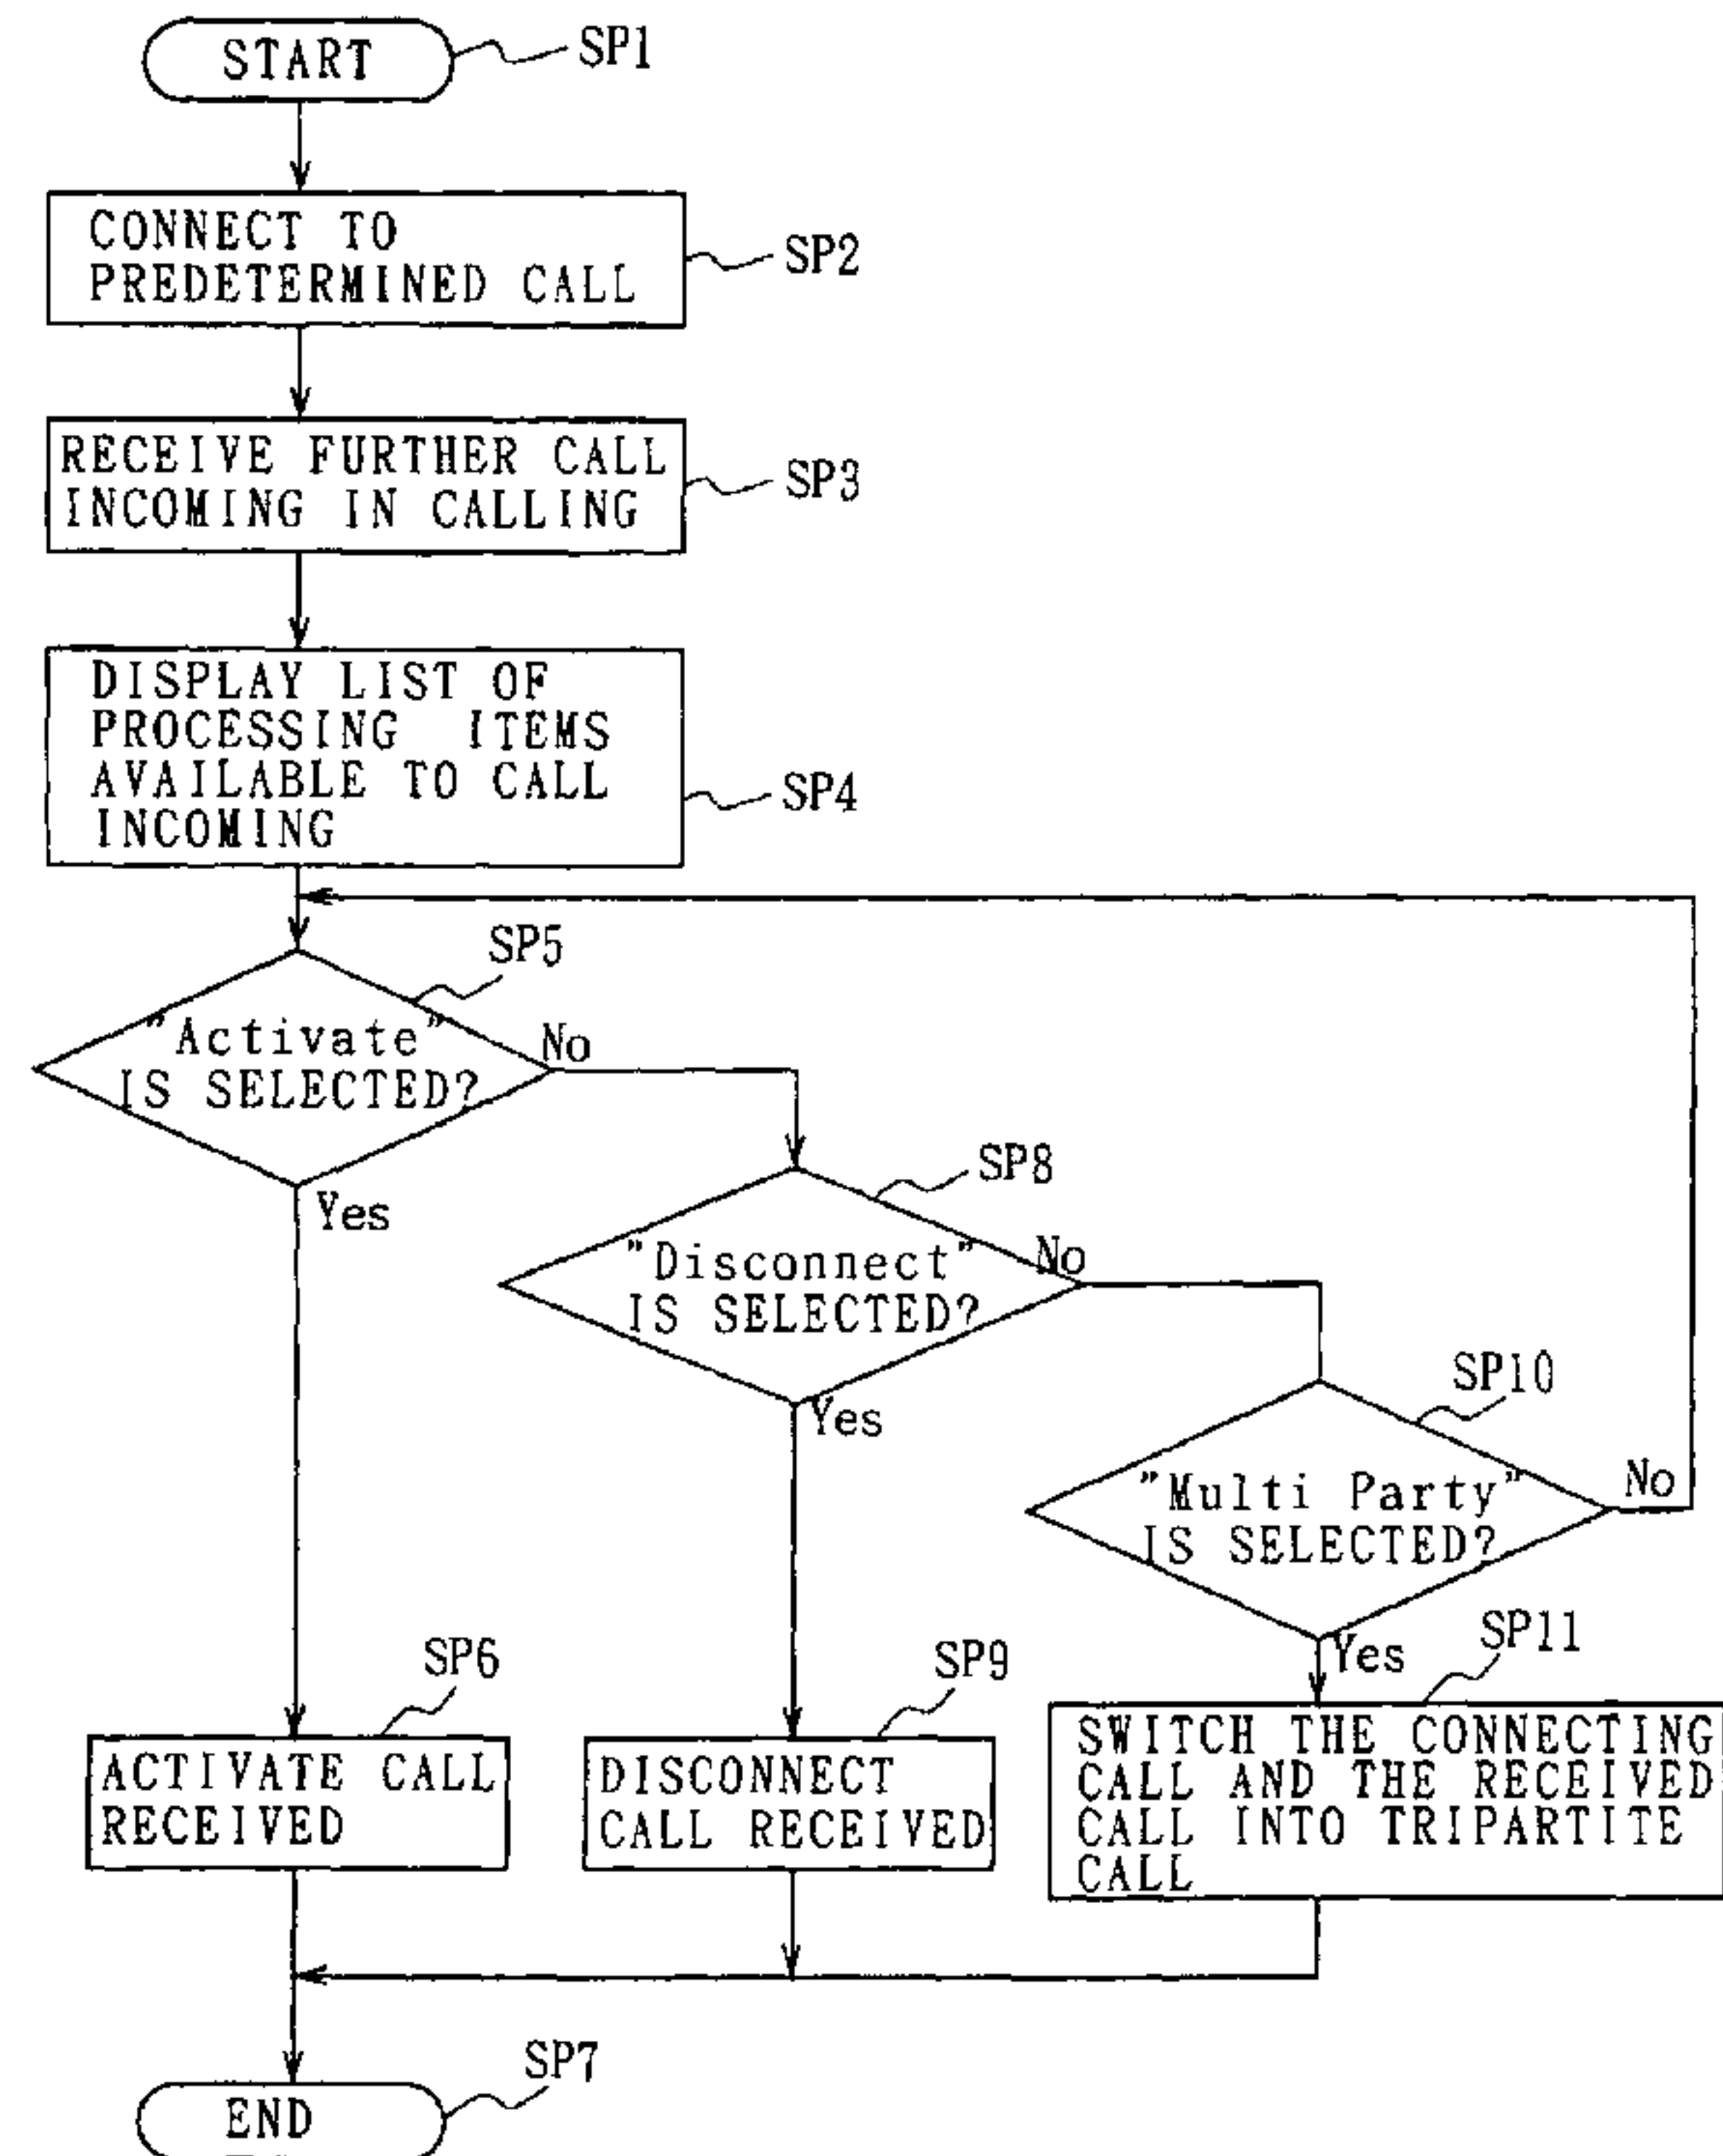 START
SP1
CONNECT TO
PREDETERMINED CALL
SP2
RECEIVE FURTHER CALL
INCOMING IN CALLING
SP3
DISPLAY LIST OF
PROCESSING ITEMS
AVAILABLE TO CALL
INCOMING
SP4
SP5
"Activate"
IS SELECTED?
No
Yes
SP8
"Disconnect"
IS SELECTED?
No
Yes
SP10
"Multi Party"
IS SELECTED?
No
Yes
SP6
ACTIVATE CALL
RECEIVED
SP9
DISCONNECT
CALL RECEIVED
SP11
SWITCH THE CONNECTING
CALL AND THE RECEIVED
CALL INTO TRIPARTITE
CALL
SP7
END